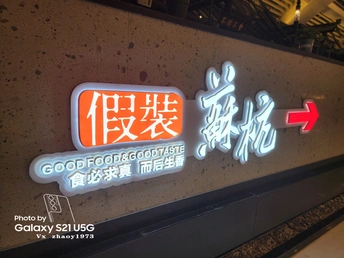 假裝
蘇杭
GOOD FOOD&GOOD TASTE
食必求真 而后生香
Photo by
Galaxy S21 U5G
Vx zhaoy1973